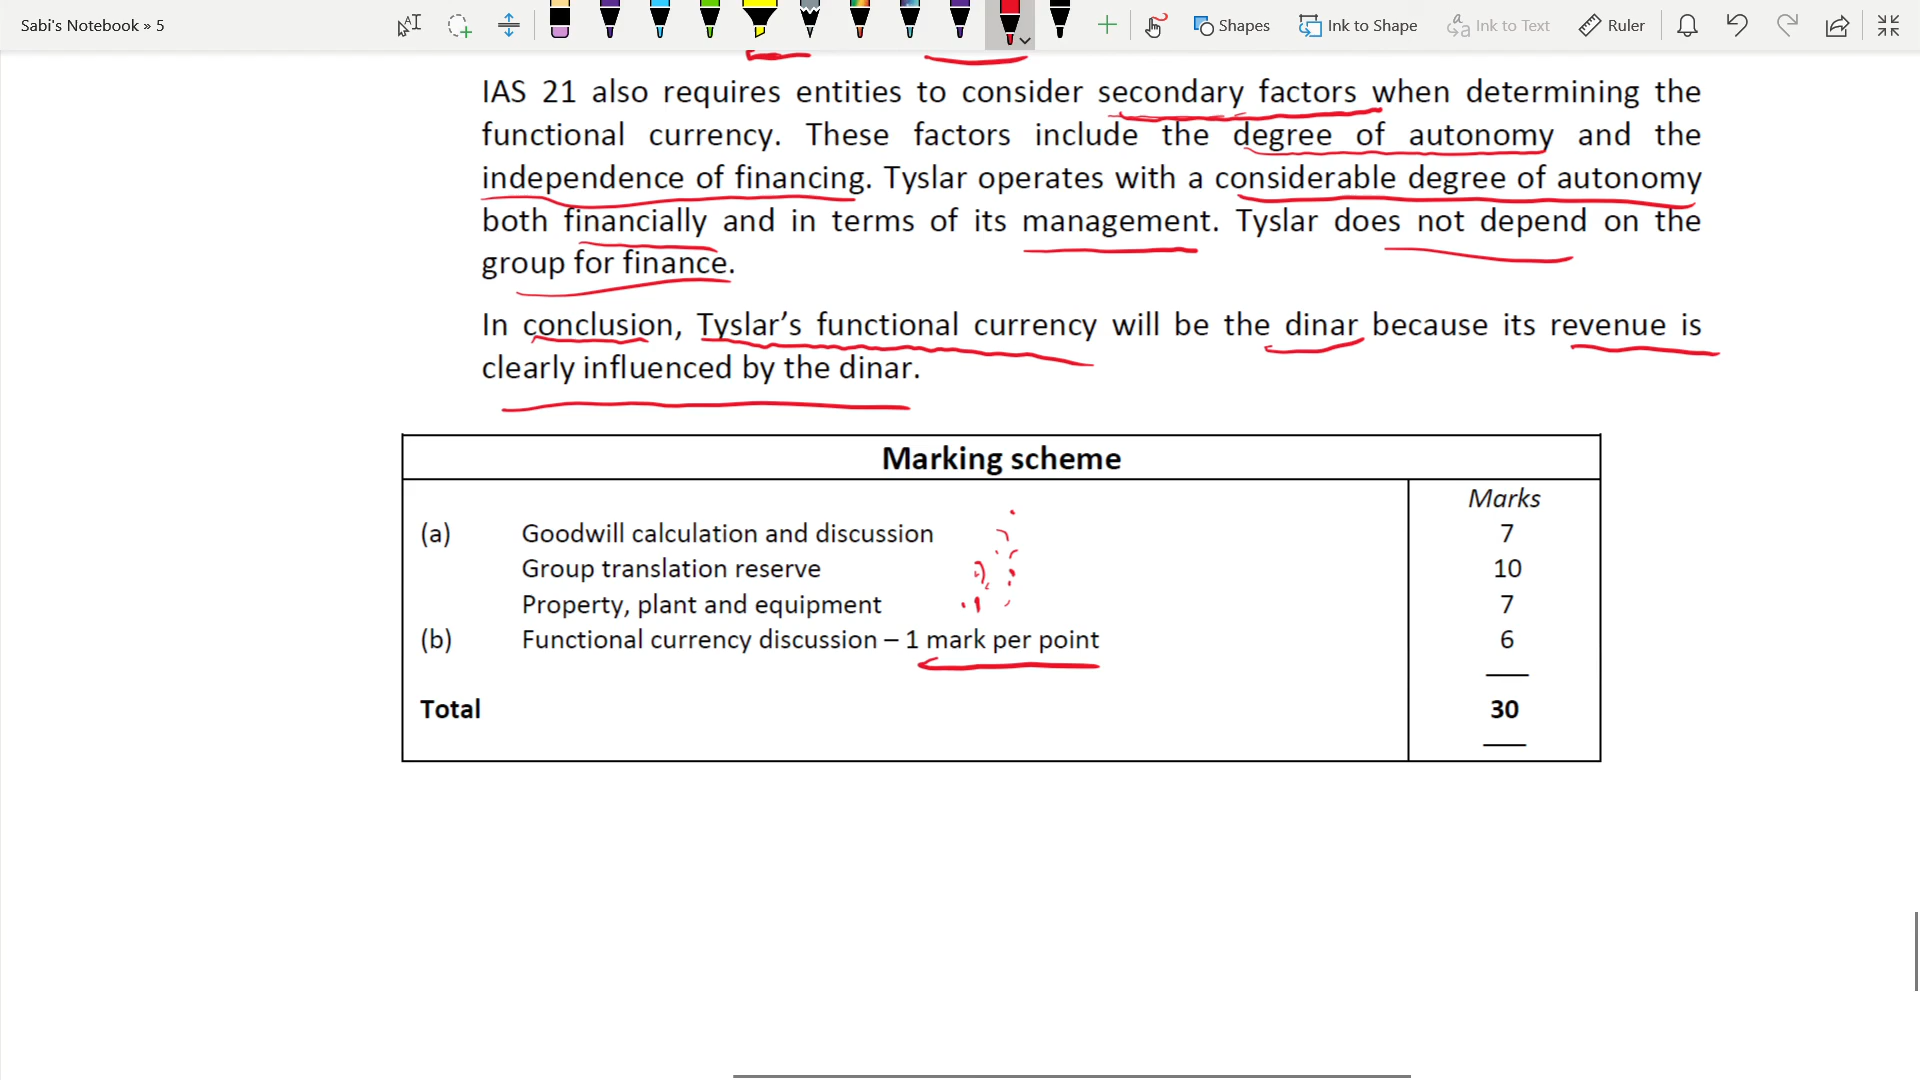 Sabi's Notebook » 5
Shapes
Ink to Shape
Ink to Text
Ruler
IAS 21 also requires entities to consider secondary factors when determining the
functional currency. These factors include the degree of autonomy and the
independence of financing. Tyslar operates with a considerable degree of autonomy
both financially and in terms of its management. Tyslar does not depend on the
group for finance.
In conclusion, Tyslar’s functional currency will be the dinar because its revenue is
clearly influenced by the dinar.
Marking scheme
Marks
(a) Goodwill calculation and discussion 7
Group translation reserve 10
Property, plant and equipment 7
(b) Functional currency discussion – 1 mark per point 6
Total 30